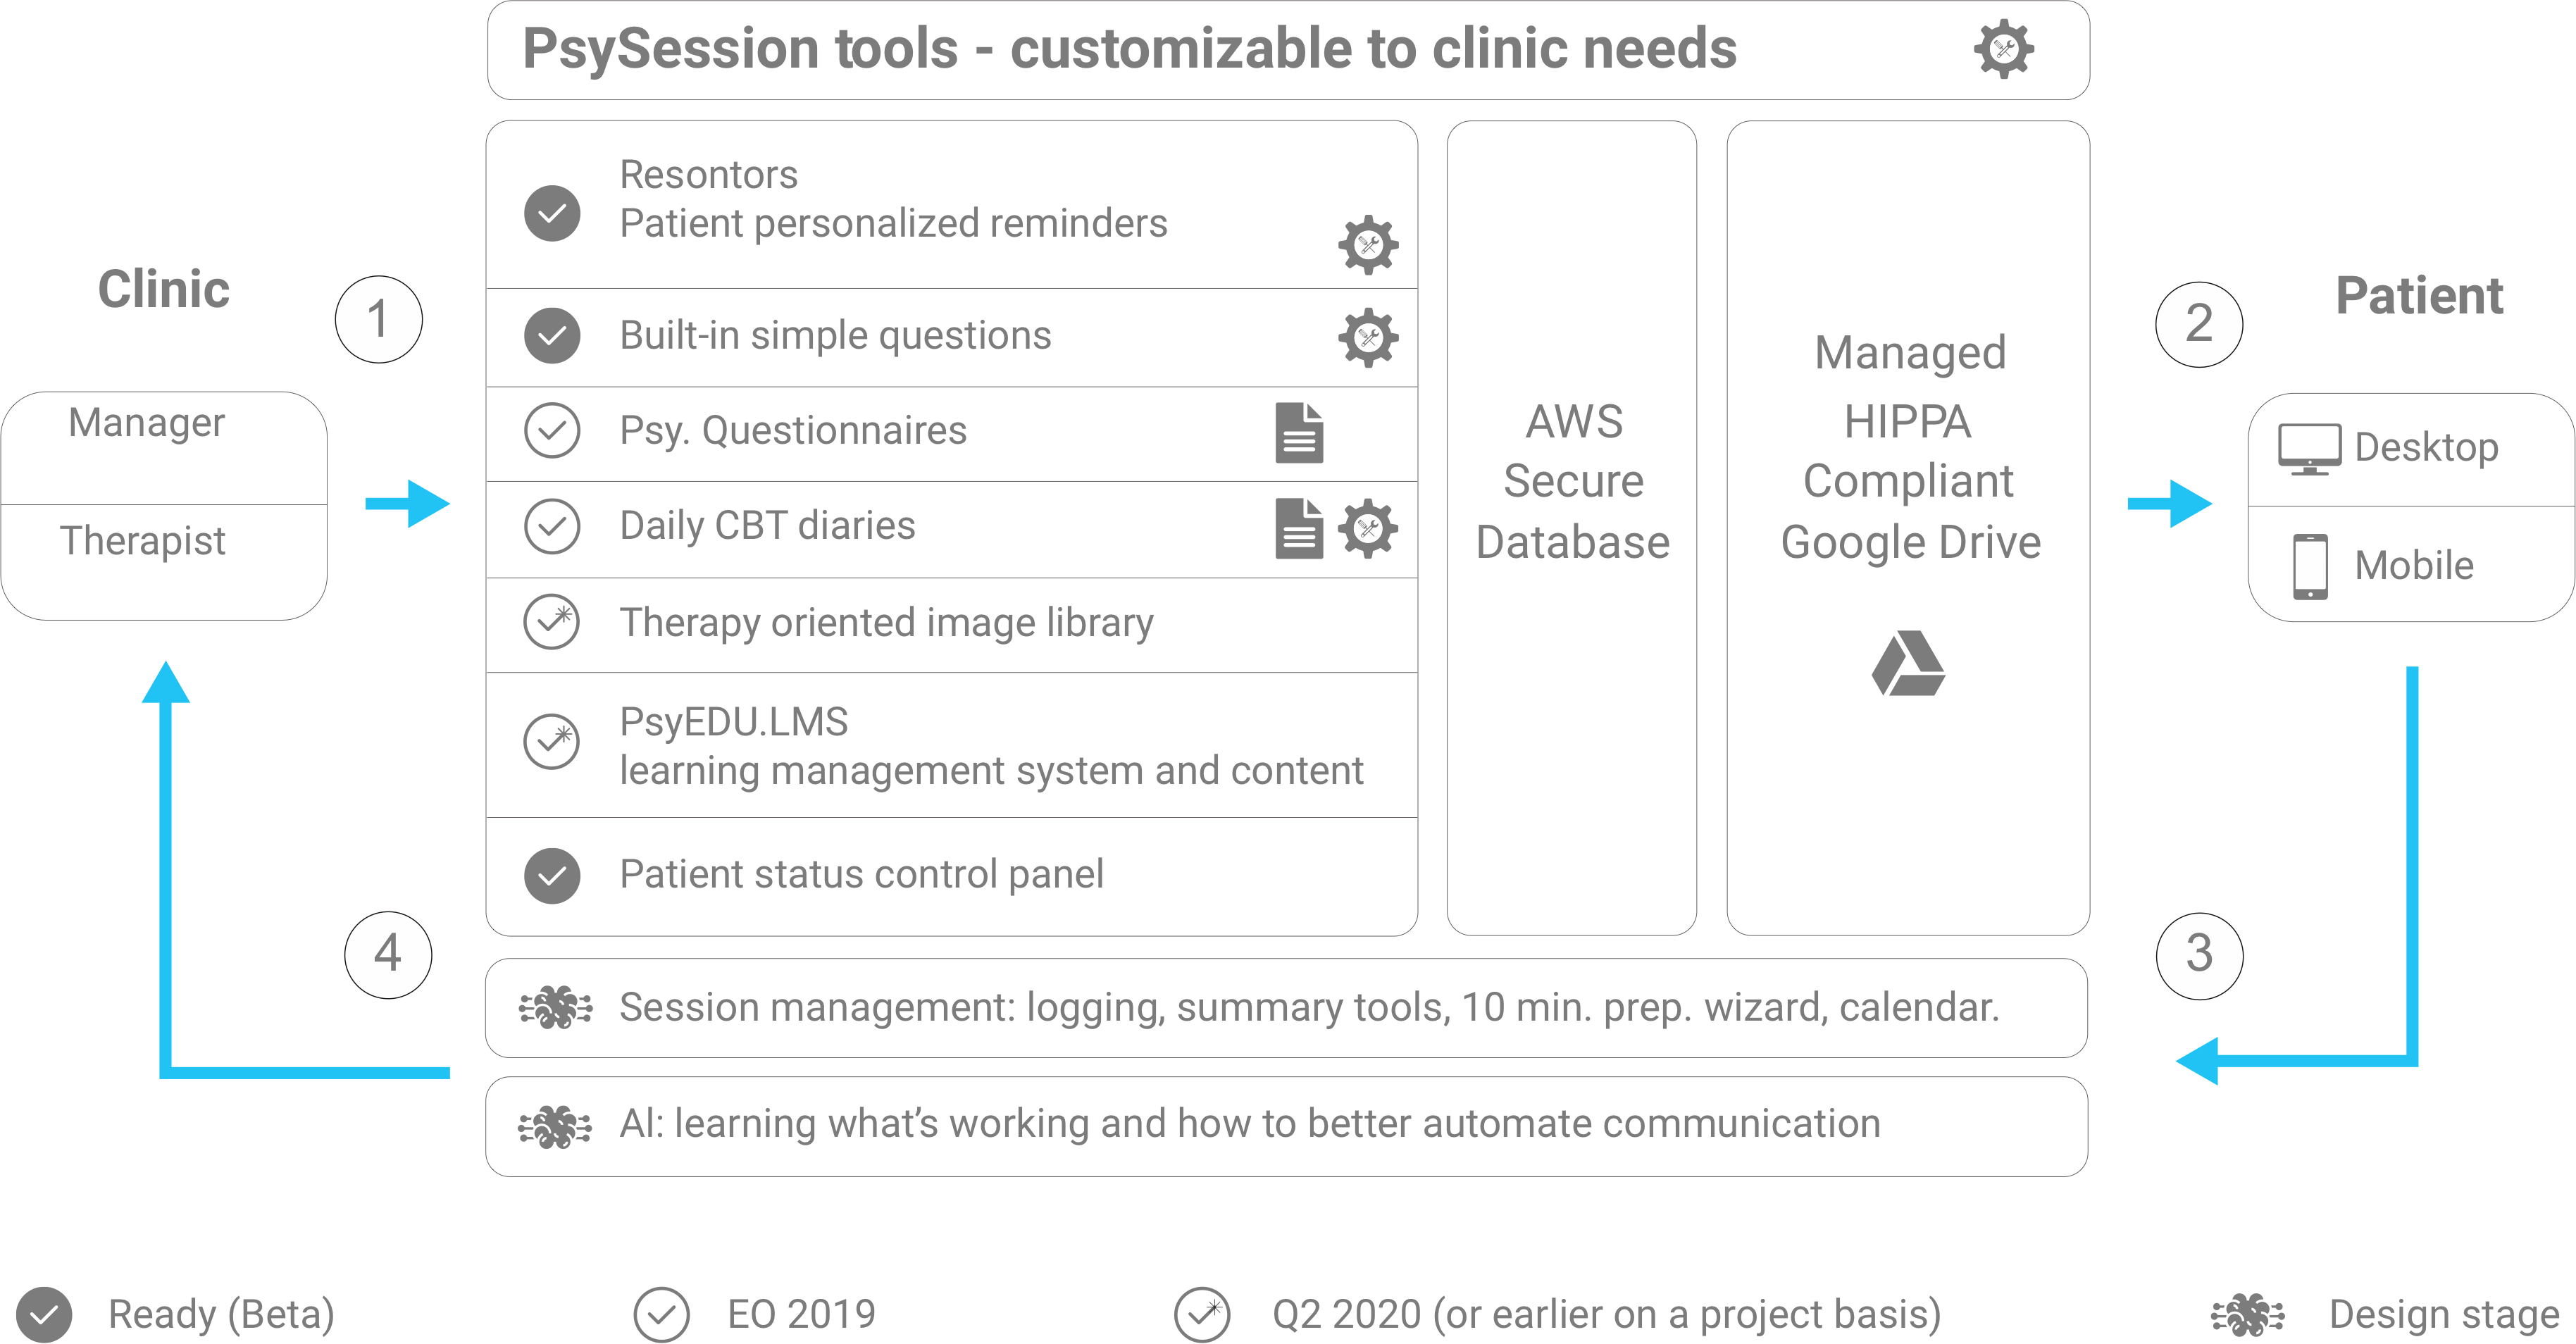 PsySession tools - customizable to clinic needs
Clinic
1
Manager
Therapist
Resontors
Patient personalized reminders
Built-in simple questions
Psy. Questionnaires
Daily CBT diaries
Therapy oriented image library
PsyEDU.LMS
learning management system and content
Patient status control panel
AWS
Secure
Database
Managed
HIPPA
Compliant
Google Drive
2
Patient
Desktop
Mobile
4
3
Session management: logging, summary tools, 10 min. prep. wizard, calendar.
AI: learning what’s working and how to better automate communication
Ready (Beta)
EO 2019
Q2 2020 (or earlier on a project basis)
Design stage